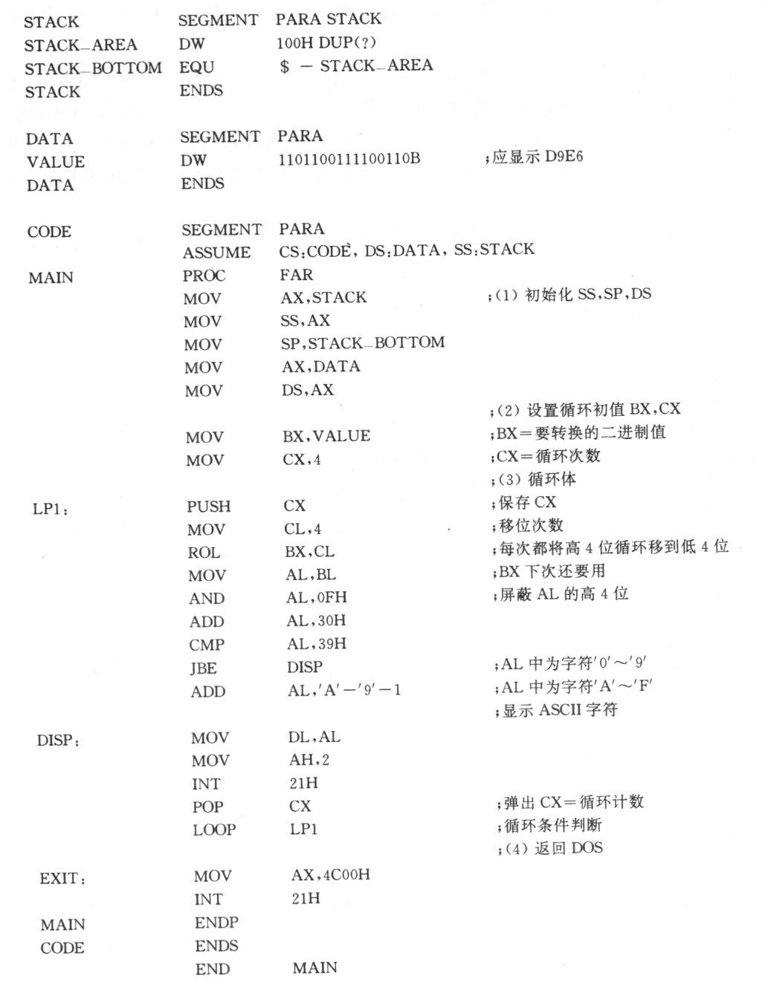 STACK SEGMENT PARA STACK
STACK_AREA DW 100H DUP(?)
STACK_BOTTOM EQU $ - STACK_AREA
STACK ENDS
DATA SEGMENT PARA
VALUE DW 1101100111100110B ;应显示 D9E6
DATA ENDS
CODE SEGMENT PARA
ASSUME CS:CODE, DS:DATA, SS:STACK
MAIN PROC FAR
MOV AX,STACK ;(1) 初始化 SS,SP,DS
MOV SS,AX
MOV SP,STACK_BOTTOM
MOV AX,DATA
MOV DS,AX
;(2) 设置循环初值 BX,CX
MOV BX,VALUE ;BX=要转换的二进制值
MOV CX,4 ;CX=循环次数
;(3) 循环体
LP1: PUSH CX ;保存 CX
MOV CL,4 ;移位次数
ROL BX,CL ;每次都将高 4 位循环移到低 4 位
MOV AL,BL ;BX 下次还要用
AND AL,0FH ;屏蔽 AL 的高 4 位
ADD AL,30H
CMP AL,39H
JBE DISP ;AL 中为字符'0'～'9'
ADD AL,'A'-'9'-1 ;AL 中为字符'A'～'F'
;显示 ASCII 字符
DISP: MOV DL,AL
MOV AH,2
INT 21H
POP CX ;弹出 CX=循环计数
LOOP LP1 ;循环条件判断
;(4) 返回 DOS
EXIT: MOV AX,4C00H
INT 21H
MAIN ENDP
CODE ENDS
END MAIN